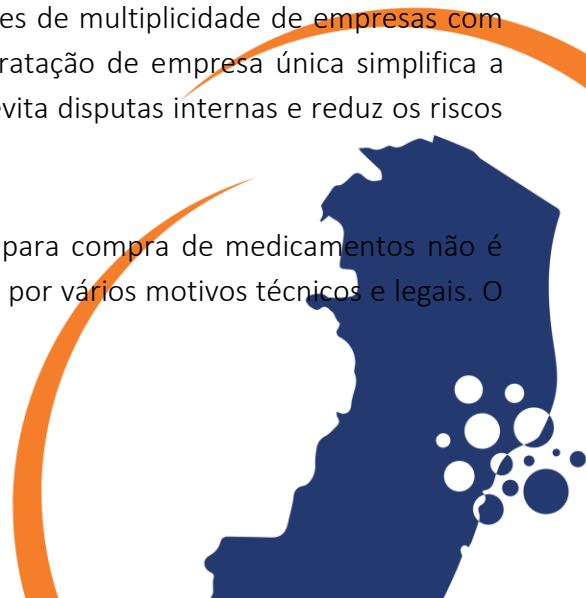 es de multiplicidade de empresas com
ratação de empresa única simplifica a
evita disputas internas e reduz os riscos
para compra de medicamentos não é
por vários motivos técnicos e legais. O